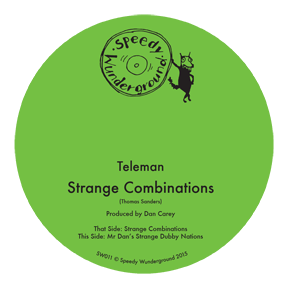 Speedy
Wunderground
Teleman
Strange Combinations
(Thomas Sanders)
Produced by Dan Carey
That Side: Strange Combinations
This Side: Mr Dan's Strange Dubby Nations
SW011 © Speedy Wunderground 2015